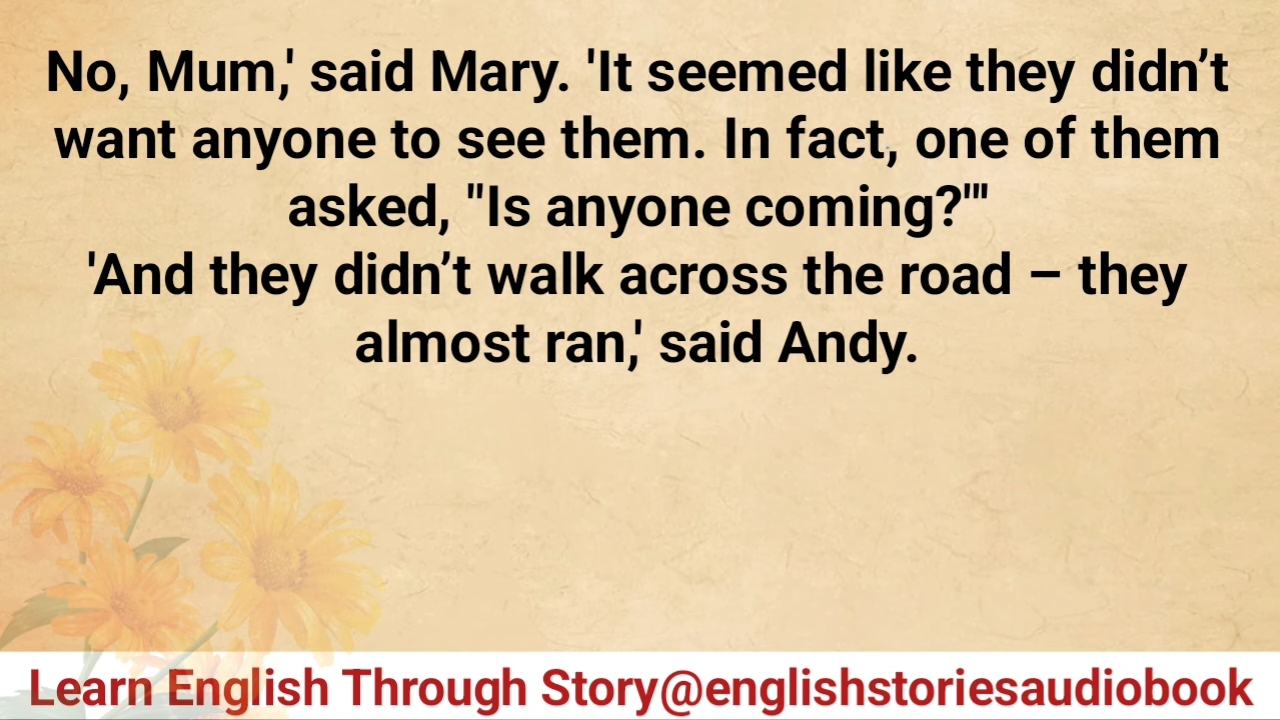 No, Mum,' said Mary. 'It seemed like they didn’t
want anyone to see them. In fact, one of them
asked, "Is anyone coming?"'
'And they didn’t walk across the road – they
almost ran,' said Andy.
Learn English Through Story@englishstoriesaudiobook